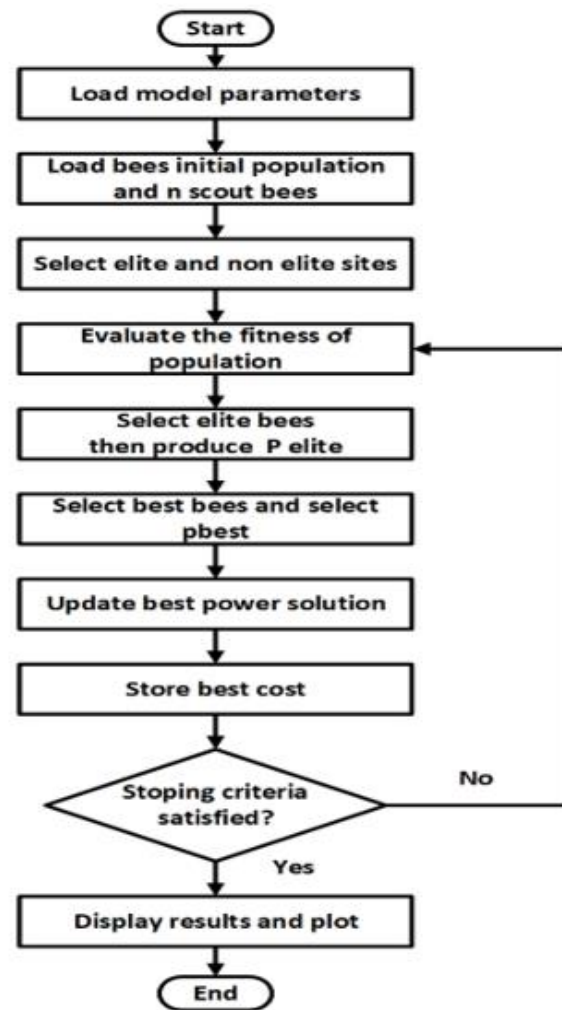 Start
Load model parameters
Load bees initial population
and n scout bees
Select elite and non elite sites
Evaluate the fitness of
population
Select elite bees
then produce P elite
Select best bees and select
pbest
Update best power solution
Store best cost
Stoping criteria
satisfied?
No
Yes
Display results and plot
End